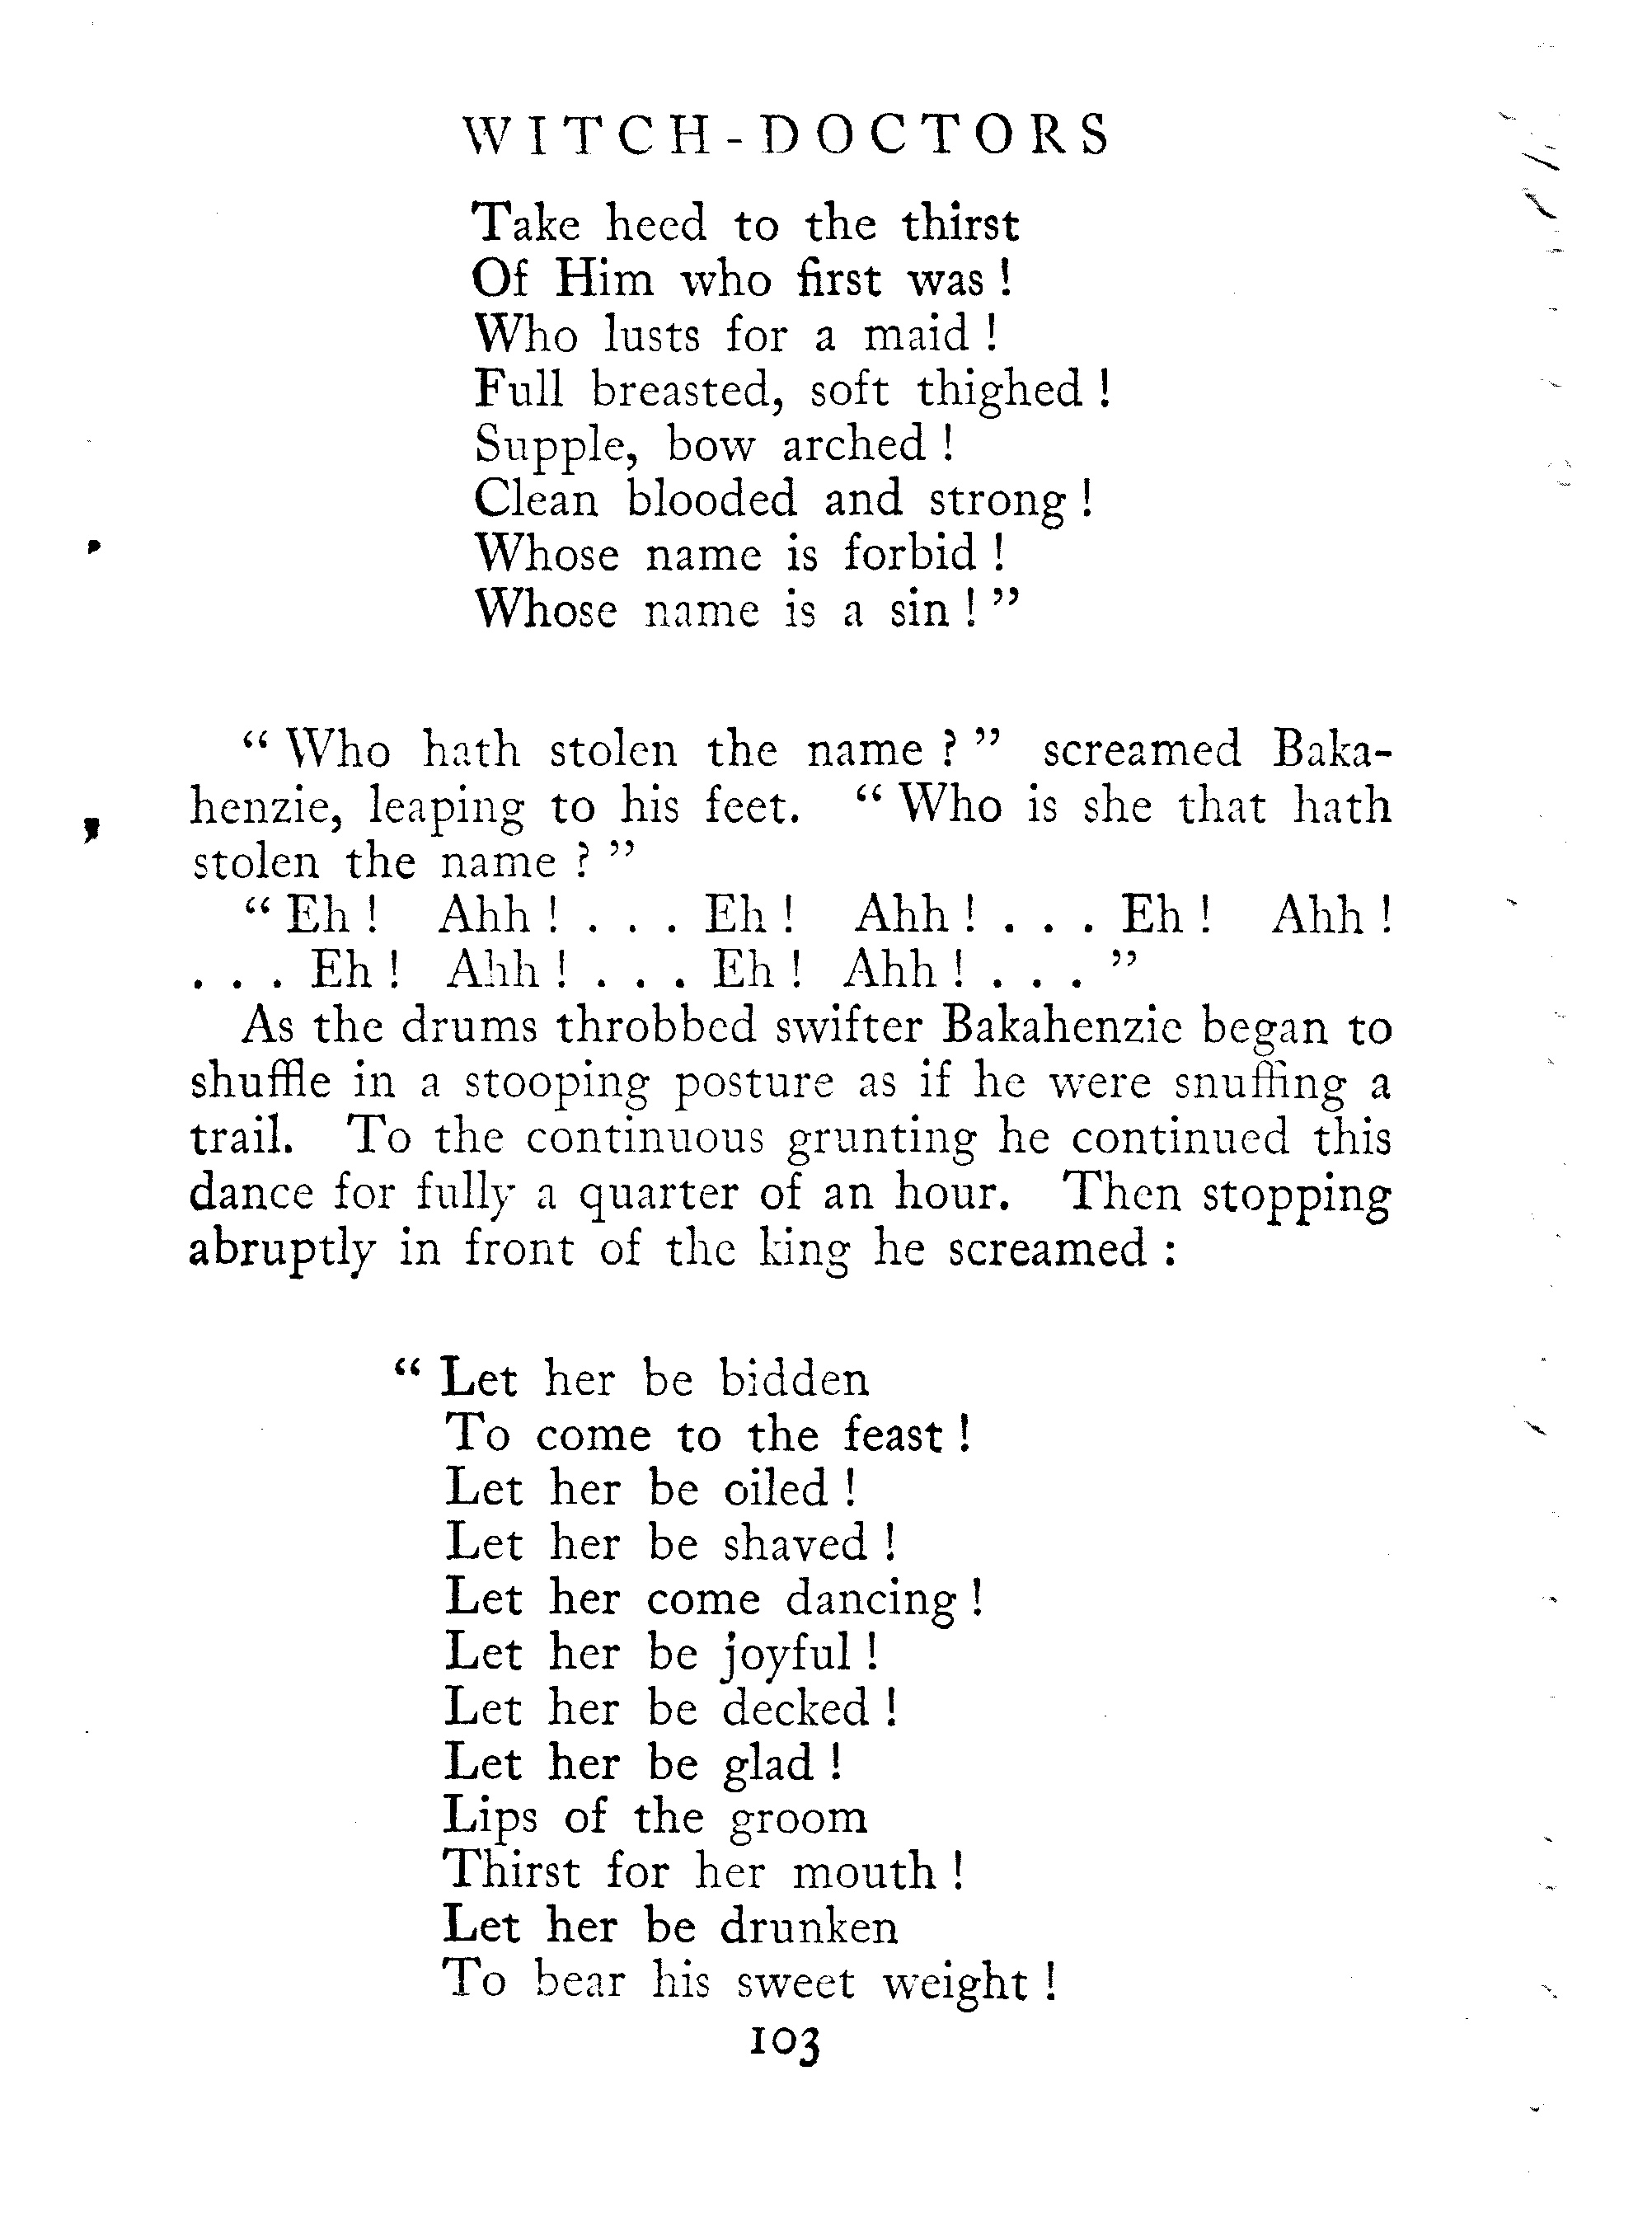 WITCH-DOCTORS
Take heed to the thirst
Of Him who first was !
Who lusts for a maid !
Full breasted, soft thighed !
Supple, bow arched !
Clean blooded and strong !
Whose name is forbid !
Whose name is a sin ! ”
“ Who hath stolen the name ? ” screamed Baka-
henzie, leaping to his feet. “ Who is she that hath
stolen the name ? ”
“ Eh ! Ahh ! . . . Eh ! Ahh ! . . . Eh ! Ahh !
. . . Eh ! Ahh ! . . . Eh ! Ahh ! . . . ”
As the drums throbbed swifter Bakahenzie began to
shuffle in a stooping posture as if he were snuffing a
trail. To the continuous grunting he continued this
dance for fully a quarter of an hour. Then stopping
abruptly in front of the king he screamed :
“ Let her be bidden
To come to the feast !
Let her be oiled !
Let her be shaved !
Let her come dancing !
Let her be joyful !
Let her be decked !
Let her be glad !
Lips of the groom
Thirst for her mouth !
Let her be drunken
To bear his sweet weight !
103